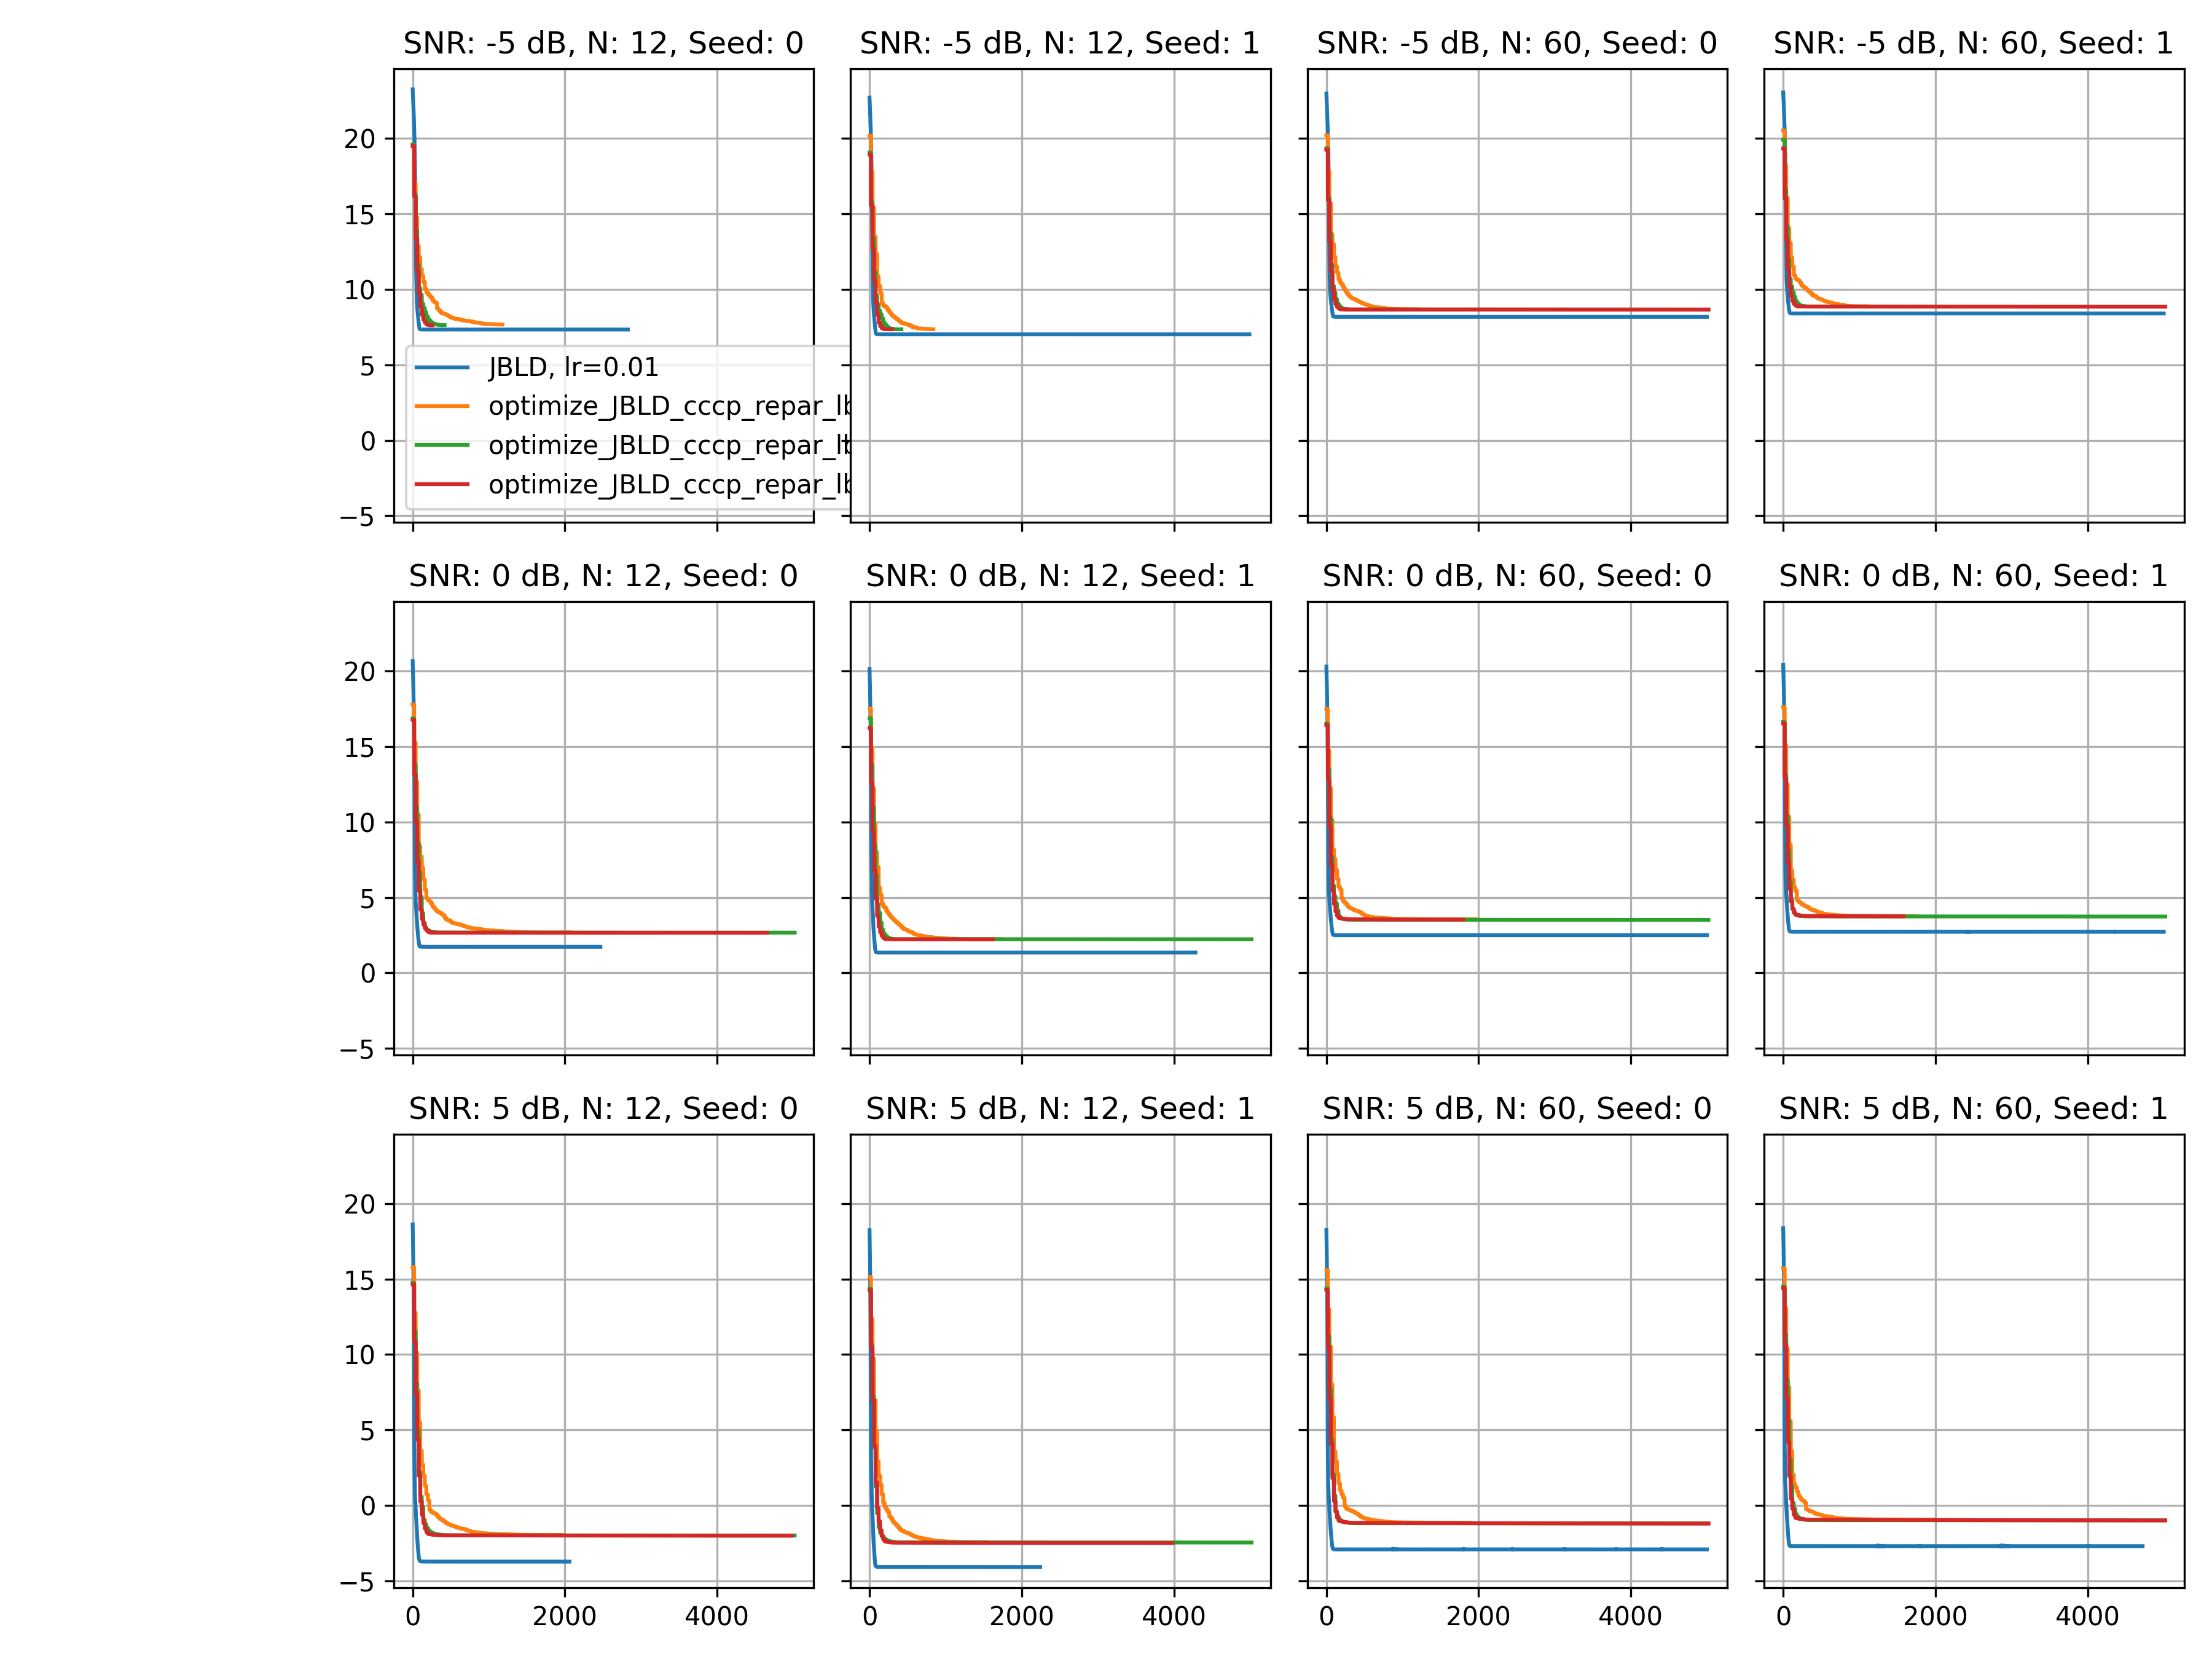 SNR: -5 dB, N: 12, Seed: 0
SNR: -5 dB, N: 12, Seed: 1
SNR: -5 dB, N: 60, Seed: 0
SNR: -5 dB, N: 60, Seed: 1
20
15
10
5
0
−5
JBLD, lr=0.01
optimize_JBLD_cccp_repar_lb
optimize_JBLD_cccp_repar_lb
optimize_JBLD_cccp_repar_lb
SNR: 0 dB, N: 12, Seed: 0
SNR: 0 dB, N: 12, Seed: 1
SNR: 0 dB, N: 60, Seed: 0
SNR: 0 dB, N: 60, Seed: 1
20
15
10
5
0
−5
SNR: 5 dB, N: 12, Seed: 0
SNR: 5 dB, N: 12, Seed: 1
SNR: 5 dB, N: 60, Seed: 0
SNR: 5 dB, N: 60, Seed: 1
20
15
10
5
0
−5
0 2000 4000
0 2000 4000
0 2000 4000
0 2000 4000